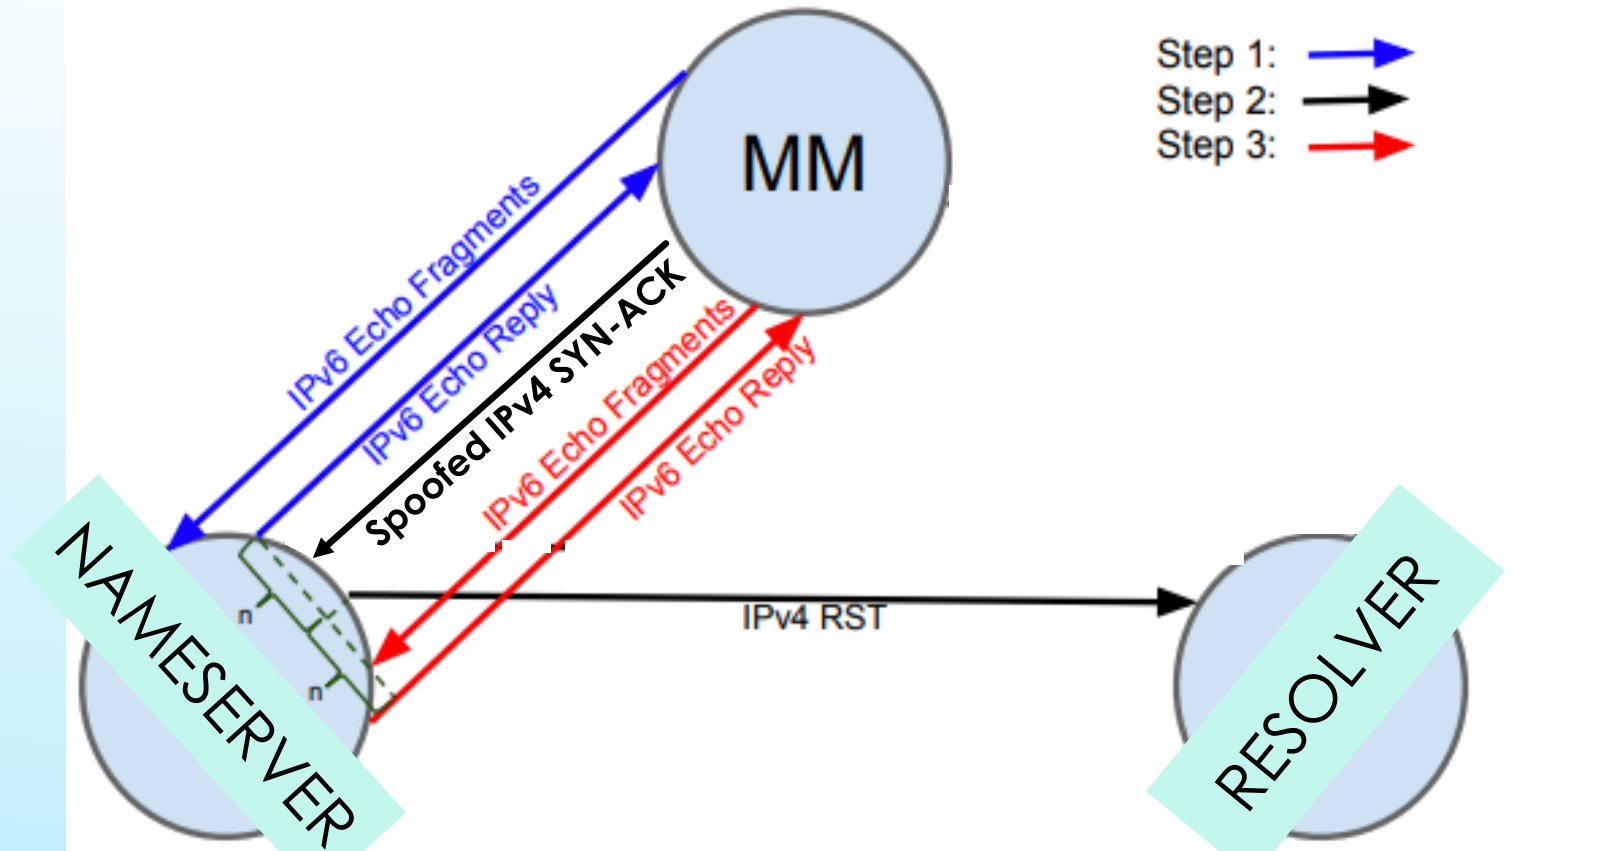 MM
Step 1:
Step 2:
Step 3:
IPv6 Echo Fragments
IPv6 Echo Reply
Spoofed IPv4 SYN-ACK
IPv6 Echo Fragments
IPv6 Echo Reply
NAMESERVER
n
n
IPv4 RST
RESOLVER